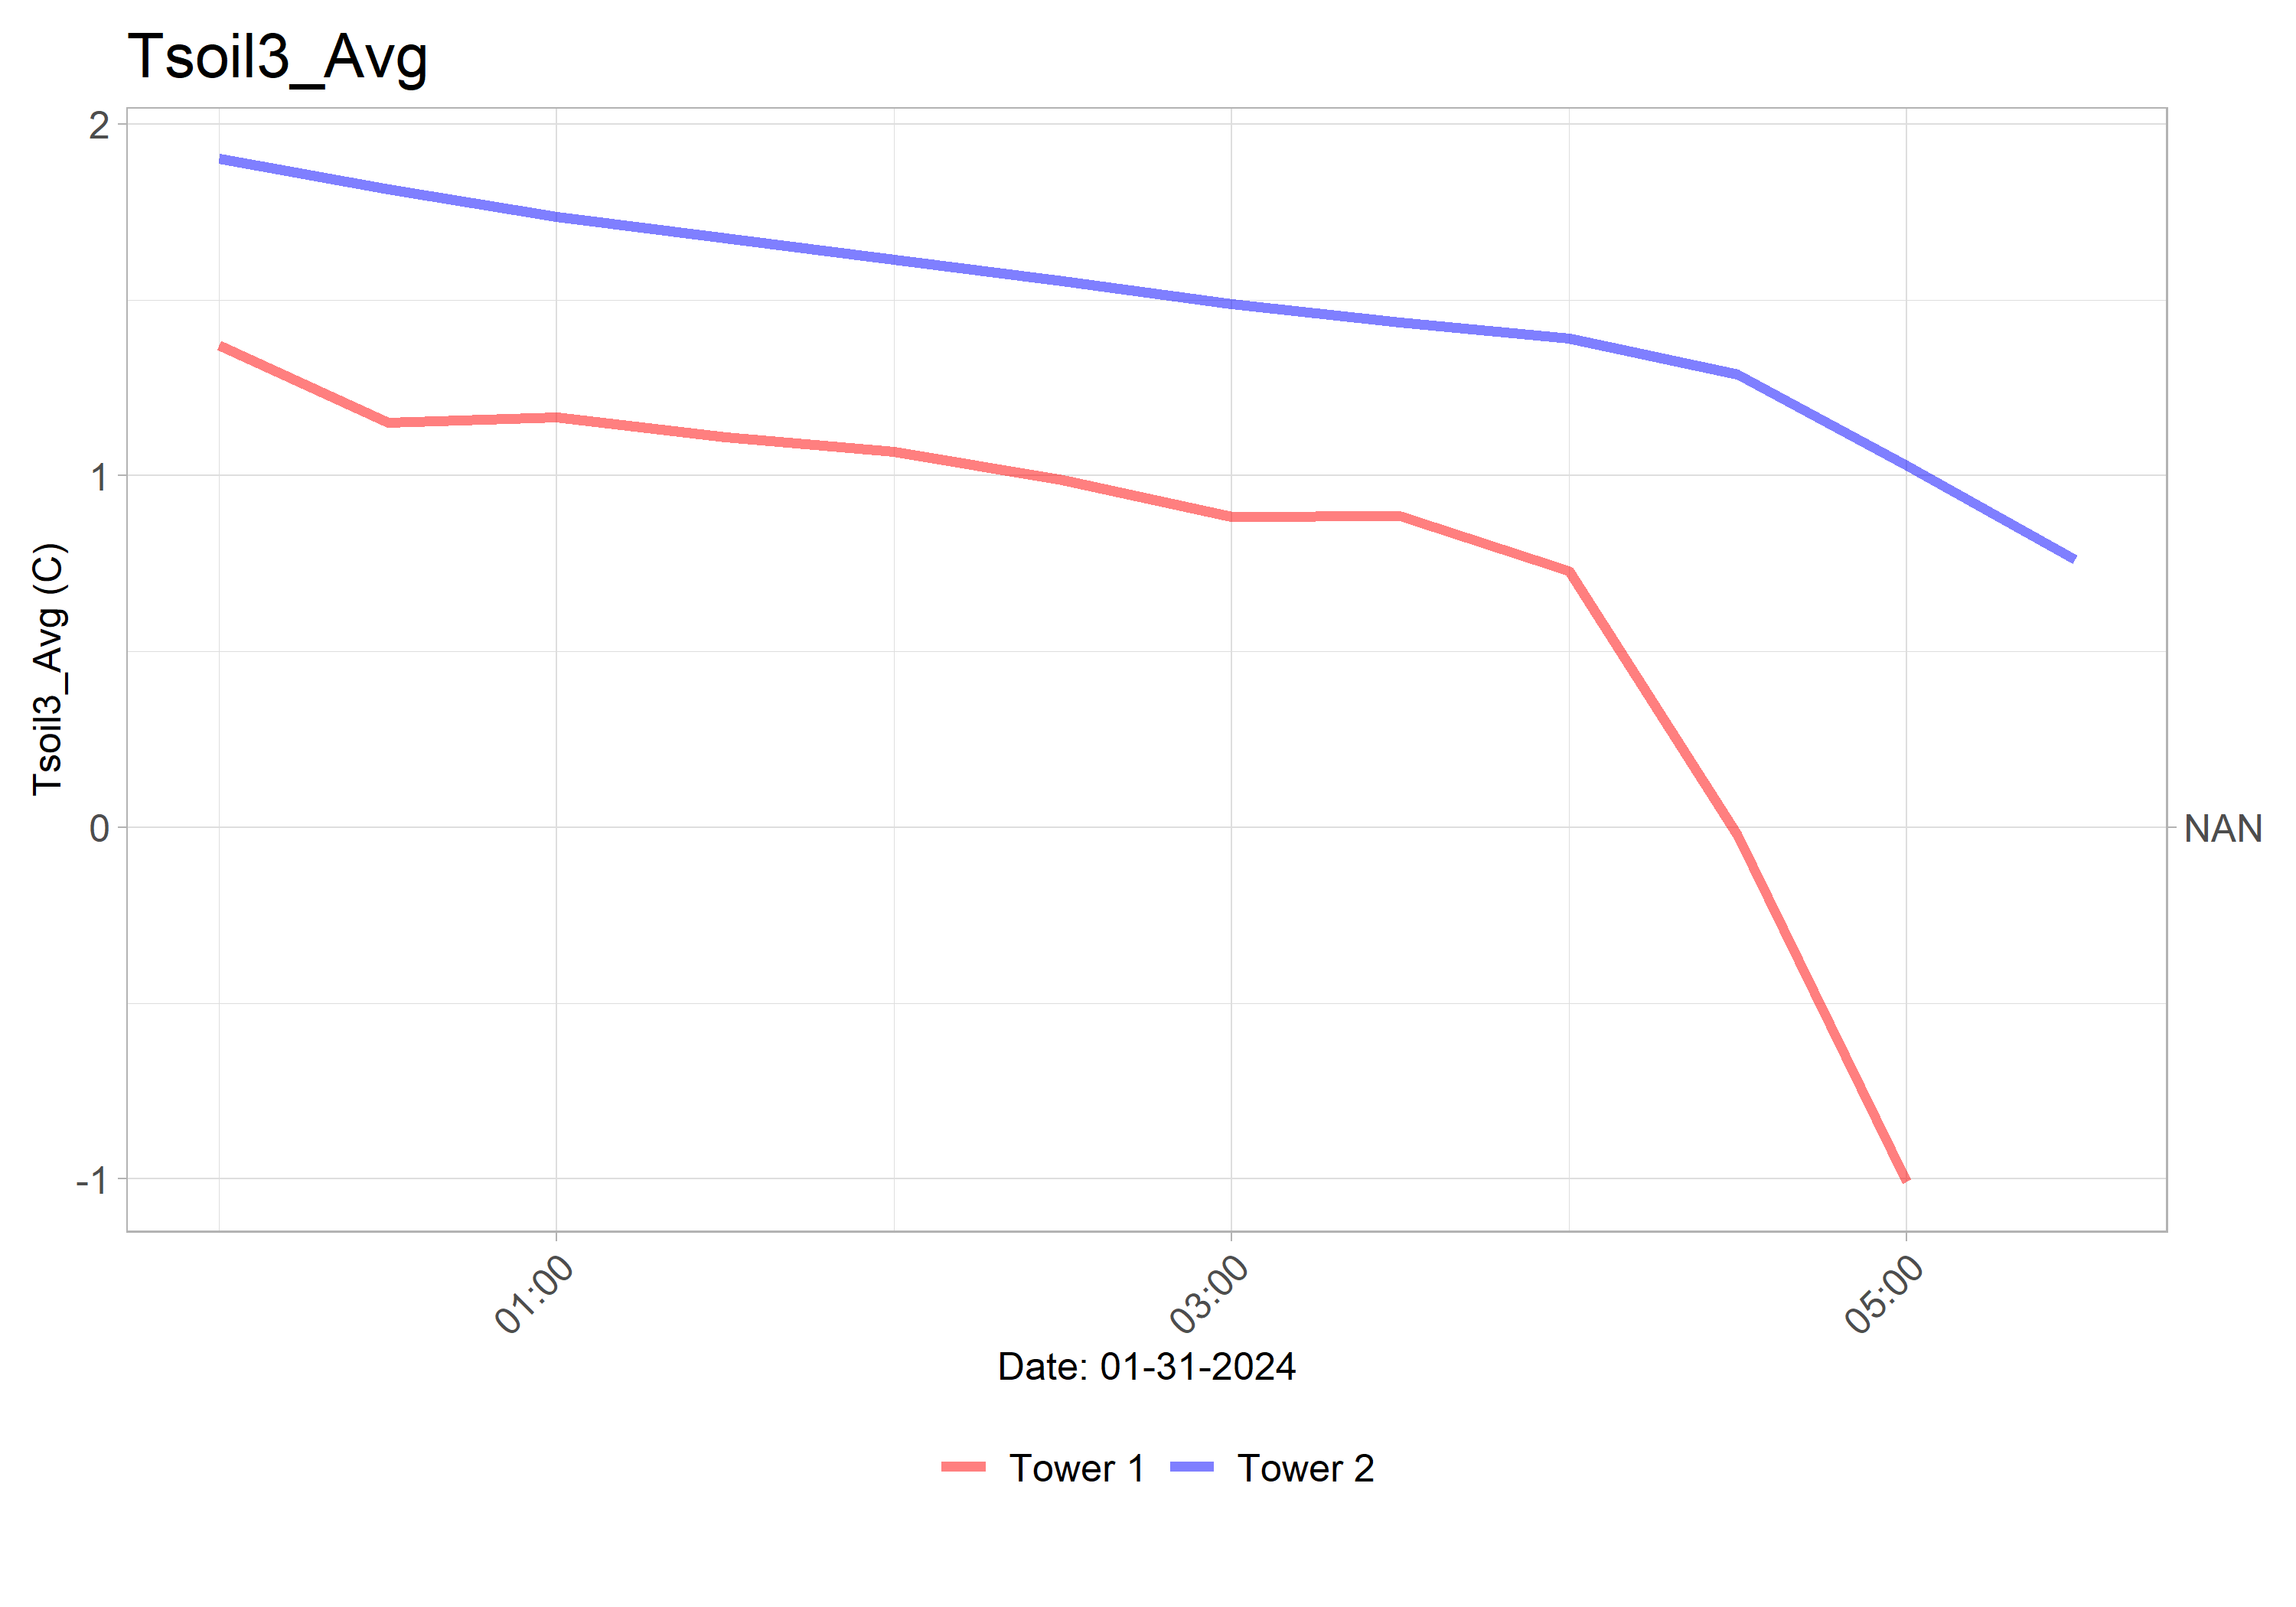 Tsoil3_Avg
Tsoil3_Avg (C)
2
1
0
-1
NAN
01:00
03:00
05:00
Date: 01-31-2024
Tower 1
Tower 2